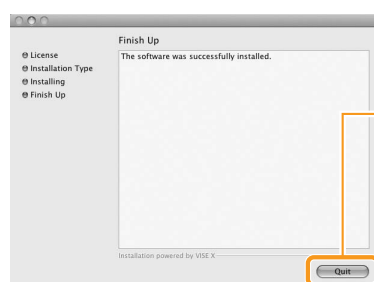 Finish Up
License
Installation Type
Installing
Finish Up
The software was successfully installed.
Installation powered by VISE X
Quit